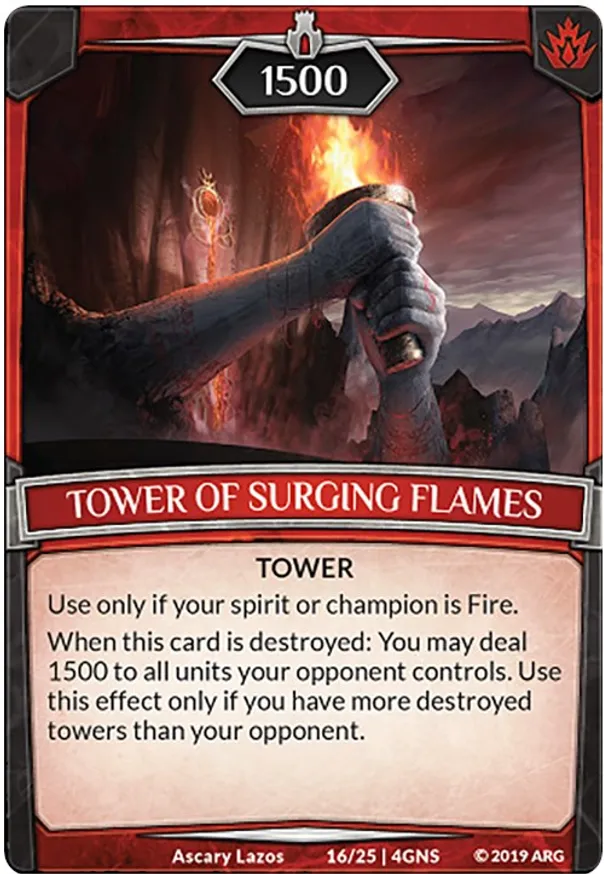 1500
TOWER OF SURGING FLAMES
TOWER
Use only if your spirit or champion is Fire.
When this card is destroyed: You may deal
1500 to all units your opponent controls. Use
this effect only if you have more destroyed
towers than your opponent.
Ascary Lazos 16/25 | 4GNS © 2019 ARG